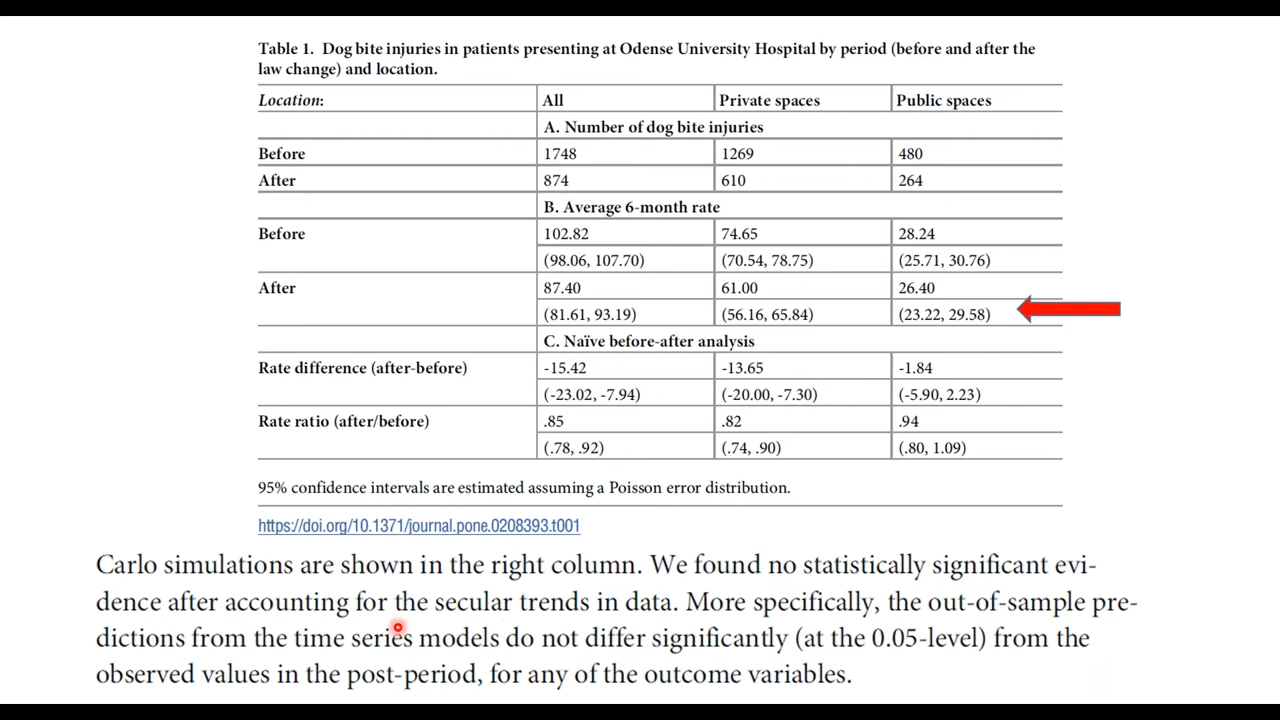 Table 1. Dog bite injuries in patients presenting at Odense University Hospital by period (before and after the
law change) and location.
Location: All Private spaces Public spaces
A. Number of dog bite injuries
Before 1748 1269 480
After 874 610 264
B. Average 6-month rate
Before 102.82 74.65 28.24
(98.06, 107.70) (70.54, 78.75) (25.71, 30.76)
After 87.40 61.00 26.40
(81.61, 93.19) (56.16, 65.84) (23.22, 29.58)
C. Naïve before-after analysis
Rate difference (after-before) -15.42 -13.65 -1.84
(-23.02, -7.94) (-20.00, -7.30) (-5.90, 2.23)
Rate ratio (after/before) .85 .82 .94
(.78, .92) (.74, .90) (.80, 1.09)
95% confidence intervals are estimated assuming a Poisson error distribution.
https://doi.org/10.1371/journal.pone.0208393.t001
Carlo simulations are shown in the right column. We found no statistically significant evi-
dence after accounting for the secular trends in data. More specifically, the out-of-sample pre-
dictions from the time series models do not differ significantly (at the 0.05-level) from the
observed values in the post-period, for any of the outcome variables.